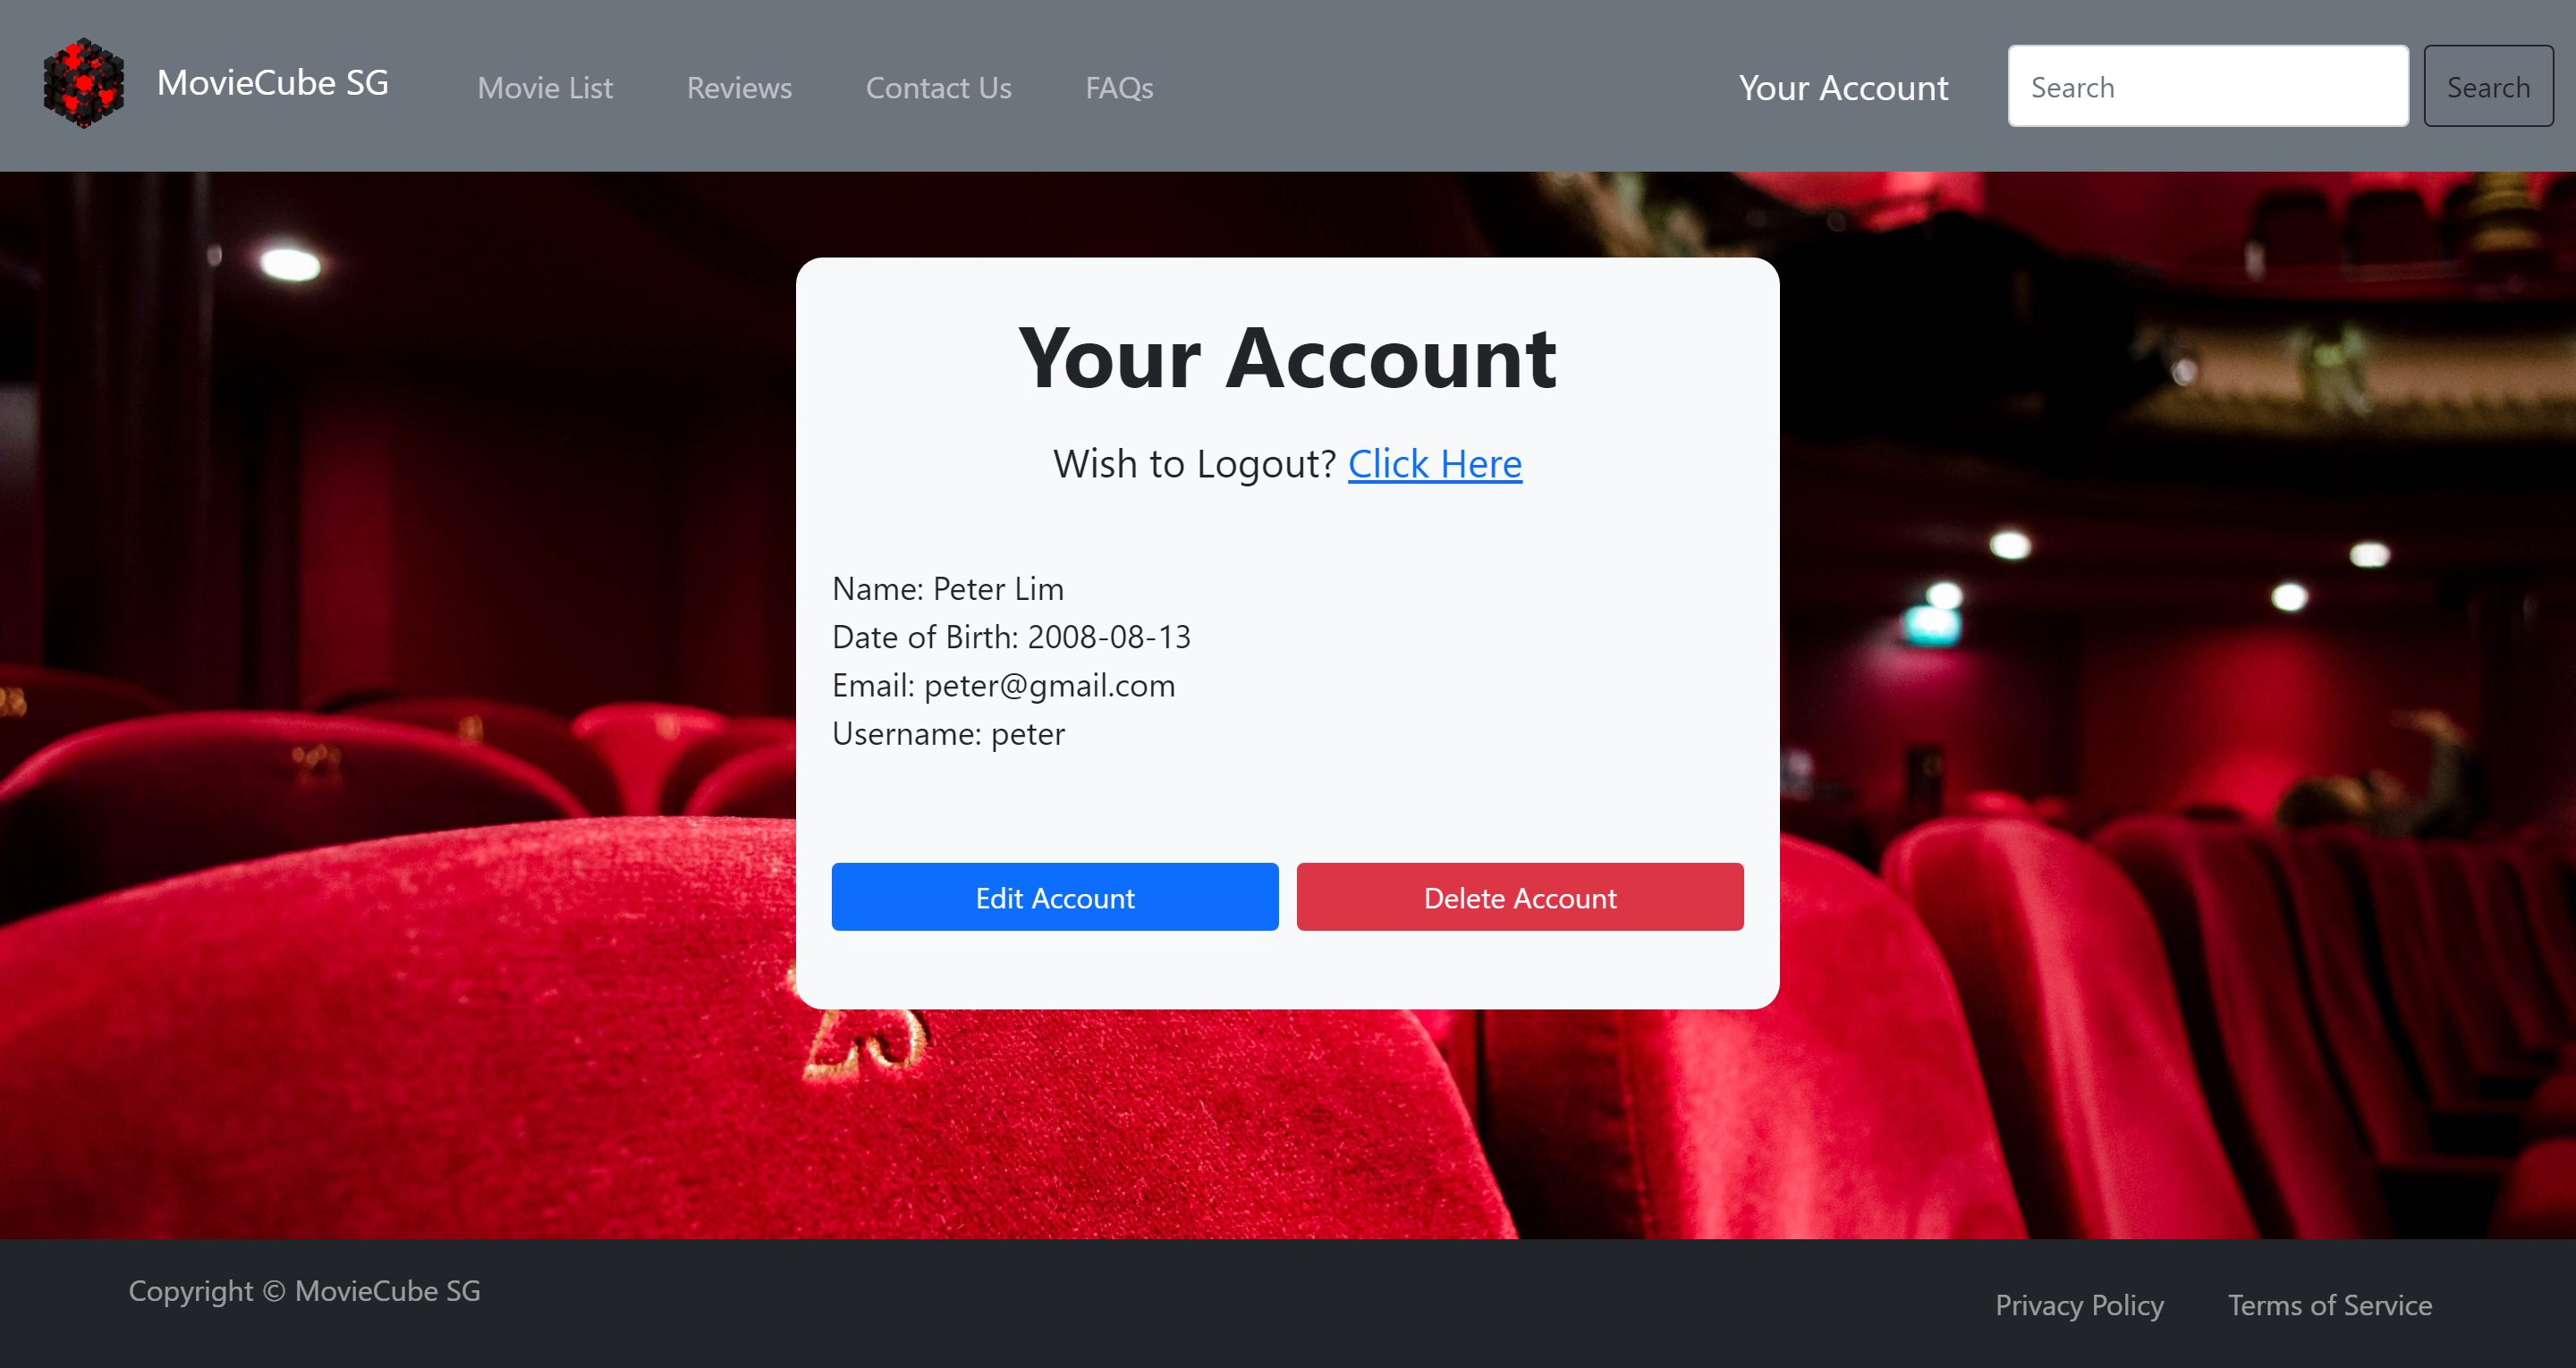 MovieCube SG
Movie List
Reviews
Contact Us
FAQs
Your Account
Search
Search
Your Account
Wish to Logout? Click Here
Name: Peter Lim
Date of Birth: 2008-08-13
Email: peter@gmail.com
Username: peter
Edit Account
Delete Account
Copyright © MovieCube SG
Privacy Policy
Terms of Service